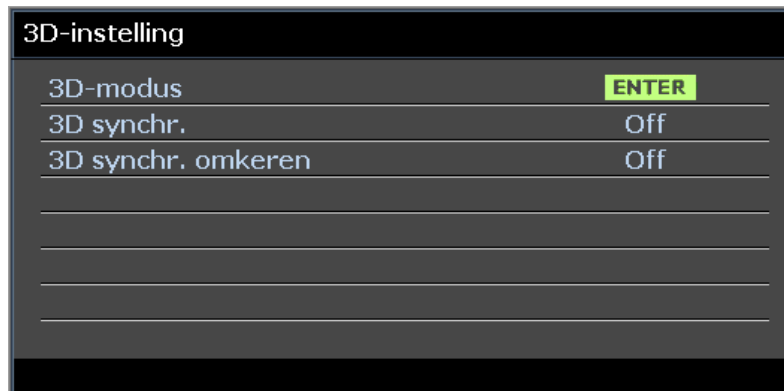 3D-instelling
3D-modus ENTER
3D synchr. Off
3D synchr. omkeren Off